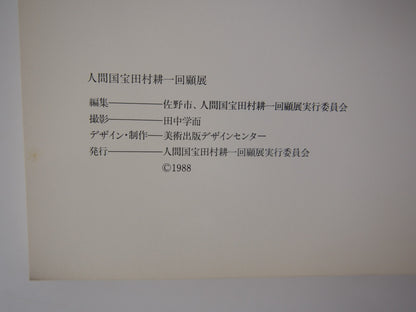 人間国宝田村耕一回顧展
編集――――佐野市、人間国宝田村耕一回顧展実行委員会
撮影――――田中学而
デザイン・制作――美術出版デザインセンター
発行――――人間国宝田村耕一回顧展実行委員会
©1988